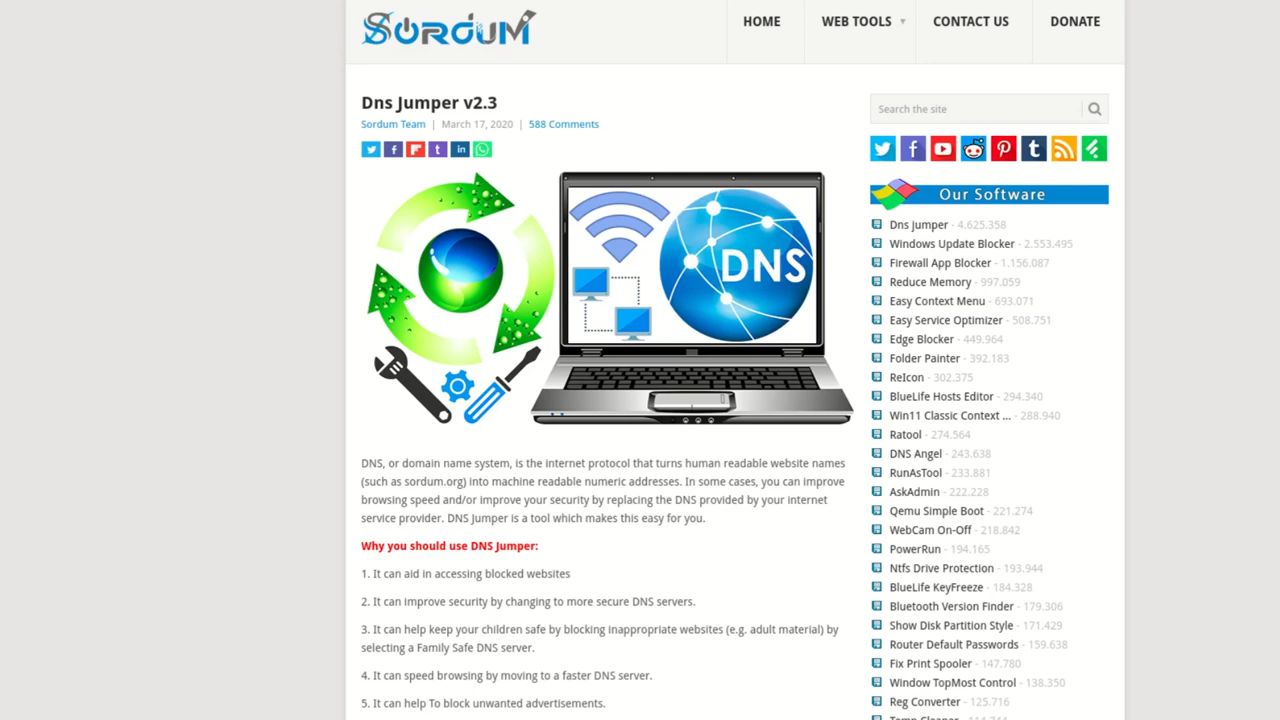 SORDUM
HOME
WEB TOOLS
CONTACT US
DONATE
Dns Jumper v2.3
Sordum Team | March 17, 2020 | 588 Comments
DNS
DNS, or domain name system, is the internet protocol that turns human readable website names
(such as sordum.org) into machine readable numeric addresses. In some cases, you can improve
browsing speed and/or improve your security by replacing the DNS provided by your internet
service provider. DNS Jumper is a tool which makes this easy for you.
Why you should use DNS Jumper:
1. It can aid in accessing blocked websites
2. It can improve security by changing to more secure DNS servers.
3. It can help keep your children safe by blocking inappropriate websites (e.g. adult material) by
selecting a Family Safe DNS server.
4. It can speed browsing by moving to a faster DNS server.
5. It can help To block unwanted advertisements.
Search the site
Our Software
Dns Jumper - 4.625.358
Windows Update Blocker - 2.553.495
Firewall App Blocker - 1.156.087
Reduce Memory - 997.059
Easy Context Menu - 693.071
Easy Service Optimizer - 508.751
Edge Blocker - 449.964
Folder Painter - 392.183
ReIcon - 302.375
BlueLife Hosts Editor - 294.340
Win11 Classic Context ... - 288.940
Ratool - 274.564
DNS Angel - 243.638
RunAsTool - 233.881
AskAdmin - 222.228
Qemu Simple Boot - 221.274
WebCam On-Off - 218.842
PowerRun - 194.165
Ntfs Drive Protection - 193.944
BlueLife KeyFreeze - 184.328
Bluetooth Version Finder - 179.306
Show Disk Partition Style - 171.429
Router Default Passwords - 159.638
Fix Print Spooler - 147.780
Window TopMost Control - 138.350
Reg Converter - 125.716
Temp Cleaner